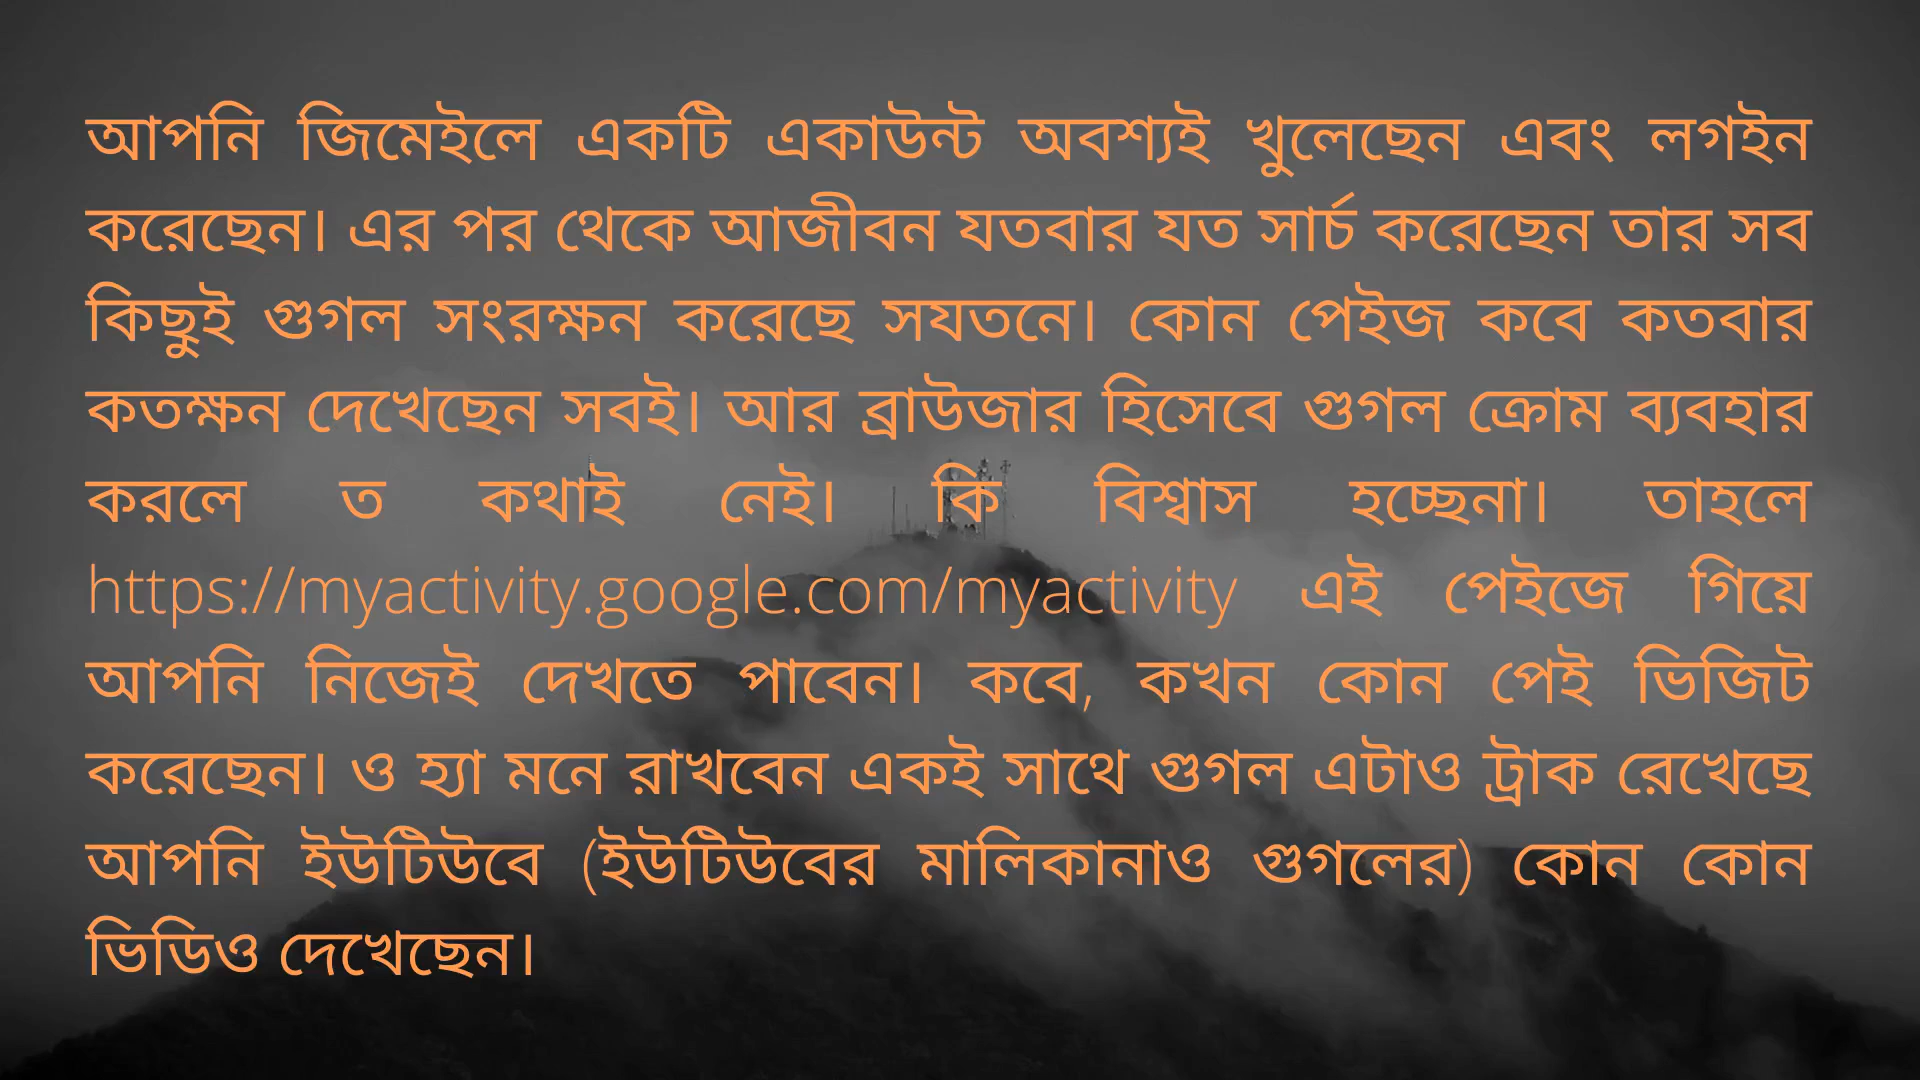 আপনি জিমেইলে একটি একাউন্ট অবশ্যই খুলেছেন এবং লগইন
করেছেন। এর পর থেকে আজীবন যতবার যত সার্চ করেছেন তার সব
কিছুই গুগল সংরক্ষন করেছে সযতনে। কোন পেইজ কবে কতবার
কতক্ষন দেখেছেন সবই। আর ব্রাউজার হিসেবে গুগল ক্রোম ব্যবহার
করলে ত কথাই নেই। কি বিশ্বাস হচ্ছেনা। তাহলে
https://myactivity.google.com/myactivity এই পেইজে গিয়ে
আপনি নিজেই দেখতে পাবেন। কবে, কখন কোন পেই ভিজিট
করেছেন। ও হ্যা মনে রাখবেন একই সাথে গুগল এটাও ট্রাক রেখেছে
আপনি ইউটিউবে (ইউটিউবের মালিকানাও গুগলের) কোন কোন
ভিডিও দেখেছেন।